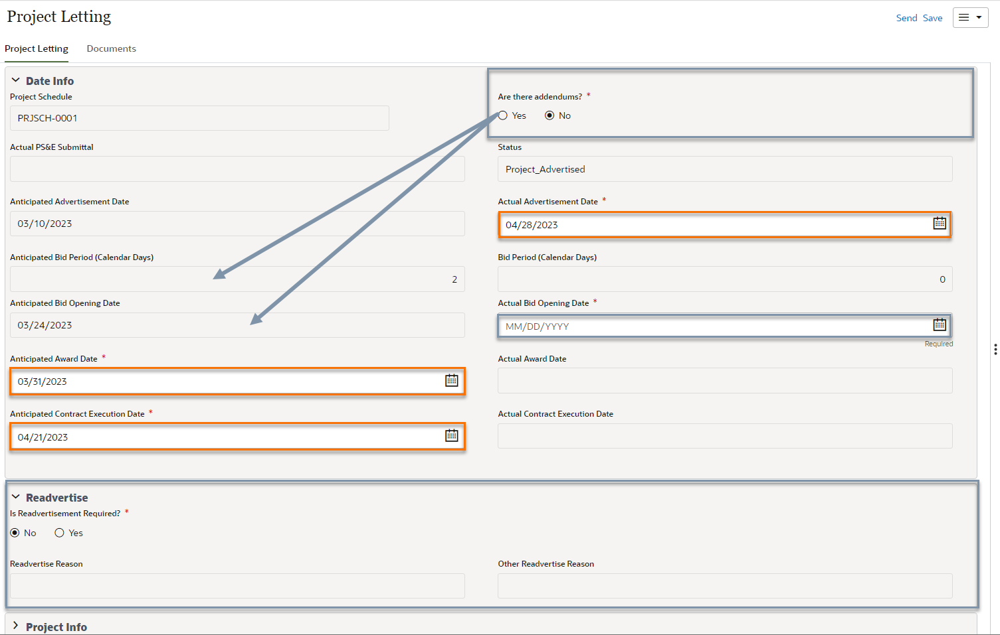 Project Letting
Send Save
Project Letting Documents
Date Info
Project Schedule
Are there addendums? *
PRJSCH-0001
Yes No
Actual PS&E Submittal
Status
Project_Advertised
Anticipated Advertisement Date
Actual Advertisement Date *
03/10/2023
04/28/2023
Anticipated Bid Period (Calendar Days)
Bid Period (Calendar Days)
2
0
Anticipated Bid Opening Date
Actual Bid Opening Date *
03/24/2023
MM/DD/YYYY
Required
Anticipated Award Date *
Actual Award Date
03/31/2023
Anticipated Contract Execution Date *
Actual Contract Execution Date
04/21/2023
Readvertise
Is Readvertisement Required? *
No Yes
Readvertise Reason
Other Readvertise Reason
Project Info